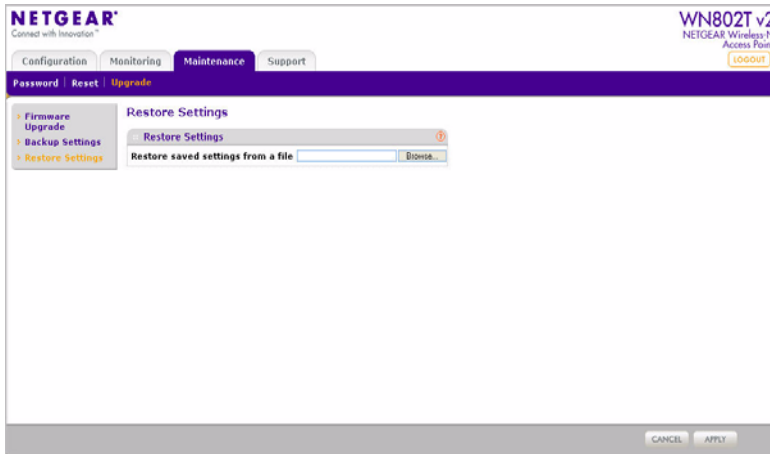 NETGEAR
Connect with Innovation™
WN802T v2
NETGEAR Wireless-N
Access Poin
LOGOUT
Configuration Monitoring Maintenance Support
Password Reset Upgrade
Firmware
Upgrade
Backup Settings
Restore Settings
Restore Settings
Restore Settings ?
Restore saved settings from a file Browse...
CANCEL APPLY